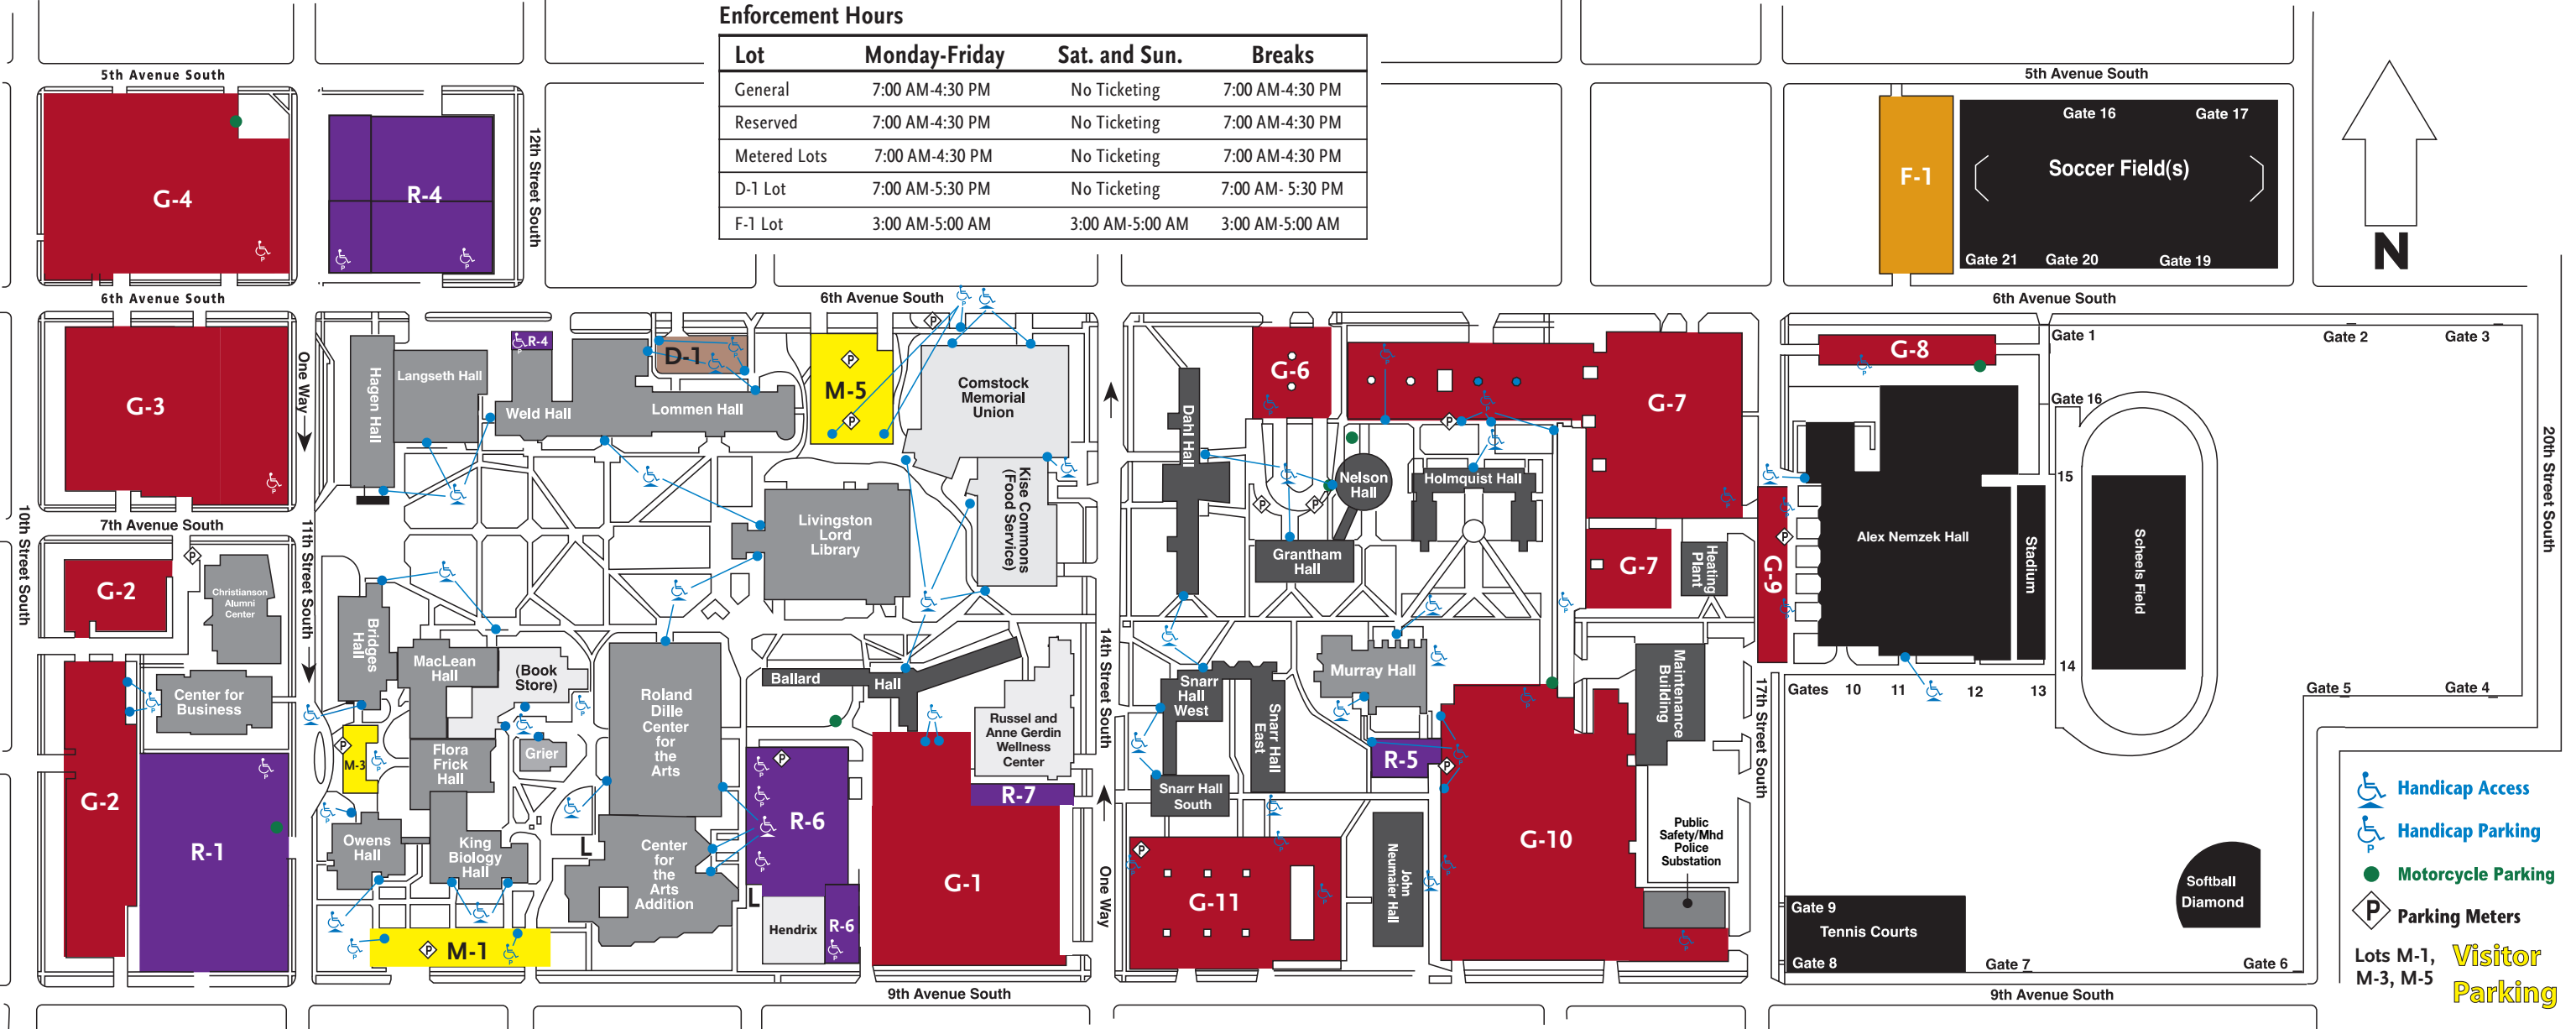 Enforcement Hours
Lot Monday-Friday Sat. and Sun. Breaks
General 7:00 AM-4:30 PM No Ticketing 7:00 AM-4:30 PM
Reserved 7:00 AM-4:30 PM No Ticketing 7:00 AM-4:30 PM
Metered Lots 7:00 AM-4:30 PM No Ticketing 7:00 AM-4:30 PM
D-1 Lot 7:00 AM-5:30 PM No Ticketing 7:00 AM- 5:30 PM
F-1 Lot 3:00 AM-5:00 AM 3:00 AM-5:00 AM 3:00 AM-5:00 AM
5th Avenue South
5th Avenue South
G-4
R-4
12th Street South
F-1
Gate 16
Gate 17
Soccer Field(s)
Gate 21
Gate 20
Gate 19
N
6th Avenue South
6th Avenue South
6th Avenue South
G-3
One Way
Hagen Hall
Langseth Hall
R-4
Weld Hall
Lommen Hall
D-1
M-5
Comstock
Memorial
Union
Kise Commons
(Food Service)
Livingston
Lord
Library
Dahl Hall
G-6
G-7
Nelson
Hall
Holmquist Hall
Grantham
Hall
G-7
Heating
Plant
G-8
G-9
Alex Nemzek Hall
Stadium
Scheels Field
Gate 1
Gate 2
Gate 3
Gate 16
15
14
20th Street South
10th Street South
7th Avenue South
11th Street South
G-2
Christianson
Alumni
Center
Center for
Business
G-2
R-1
Bridges
Hall
MacLean
Hall
(Book
Store)
M-3
Flora
Frick
Hall
Grier
Owens
Hall
King
Biology
Hall
M-1
Roland
Dille
Center
for
the
Arts
Center
for
the
Arts
Addition
L
L
Ballard
Hall
R-6
Hendrix
R-6
G-1
Russel and
Anne Gerdin
Wellness
Center
R-7
14th Street South
One Way
Snarr
Hall
West
Snarr Hall
East
Snarr Hall
South
Murray Hall
R-5
G-11
John
Neumaier Hall
G-10
Maintenance
Building
Public
Safety/Mhd
Police
Substation
17th Street South
Gates 10 11 12 13
Gate 5
Gate 4
Gate 9
Tennis Courts
Gate 8
Gate 7
Gate 6
Softball
Diamond
9th Avenue South
9th Avenue South
Handicap Access
P Handicap Parking
Motorcycle Parking
P Parking Meters
Lots M-1,
M-3, M-5
Visitor
Parking